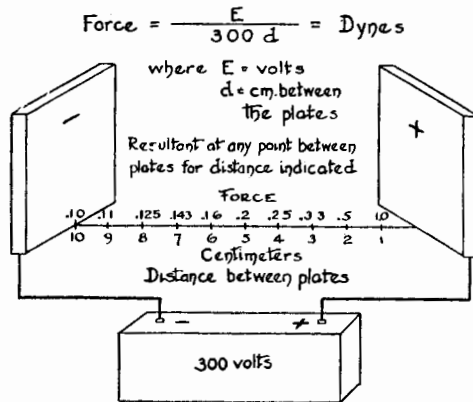 Force = E / 300 d = Dynes
where E = volts
d = cm. between
the plates
Resultant at any point between
plates for distance indicated
FORCE
.10 .11 .125 .143 .16 .2 .25 .33 .5 1.0
10 9 8 7 6 5 4 3 2 1
Centimeters
Distance between plates
− +
− +
300 volts